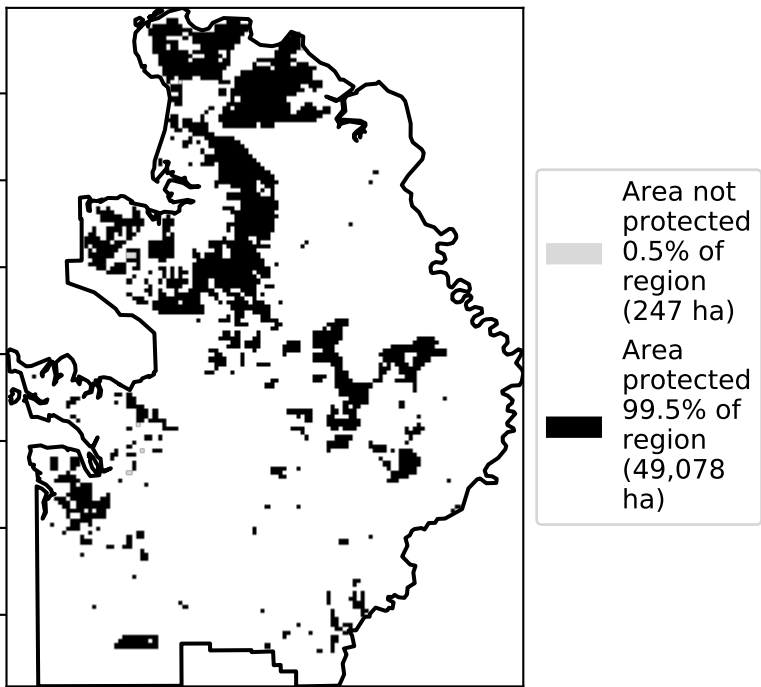 Area not
protected
0.5% of
region
(247 ha)
Area
protected
99.5% of
region
(49,078
ha)